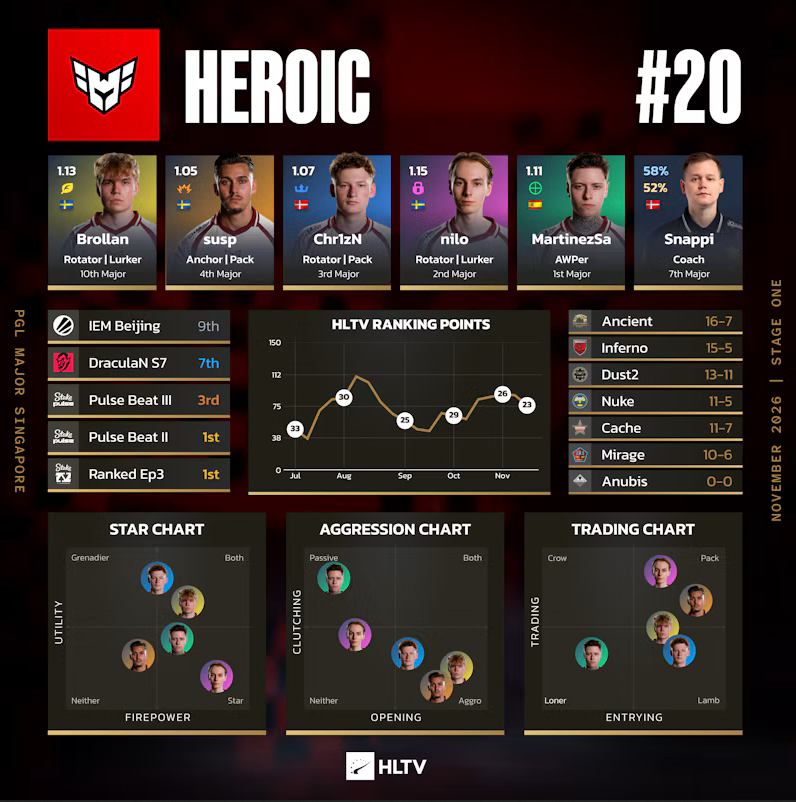 HEROIC
#20
1.13
Brollan
Rotator | Lurker
10th Major
1.05
susp
Anchor | Pack
4th Major
1.07
Chr1zN
Rotator | Pack
3rd Major
1.15
nilo
Rotator | Lurker
2nd Major
1.11
MartinezSa
AWPer
1st Major
58%
52%
Snappi
Coach
7th Major
PGL MAJOR SINGAPORE
IEM Beijing 9th
DraculaN S7 7th
Stake pulse
Pulse Beat III 3rd
Stake pulse
Pulse Beat II 1st
Stake
Ranked Ep3 1st
HLTV RANKING POINTS
150
112
75
38
0
33
30
25
29
26
23
Jul Aug Sep Oct Nov
Ancient 16-7
Inferno 15-5
Dust2 13-11
Nuke 11-5
Cache 11-7
Mirage 10-6
Anubis 0-0
NOVEMBER 2026 | STAGE ONE
STAR CHART
Grenadier Both
UTILITY
Neither Star
FIREPOWER
AGGRESSION CHART
Passive Both
CLUTCHING
Neither Aggro
OPENING
TRADING CHART
Crow Pack
TRADING
Loner Lamb
ENTRYING
HLTV